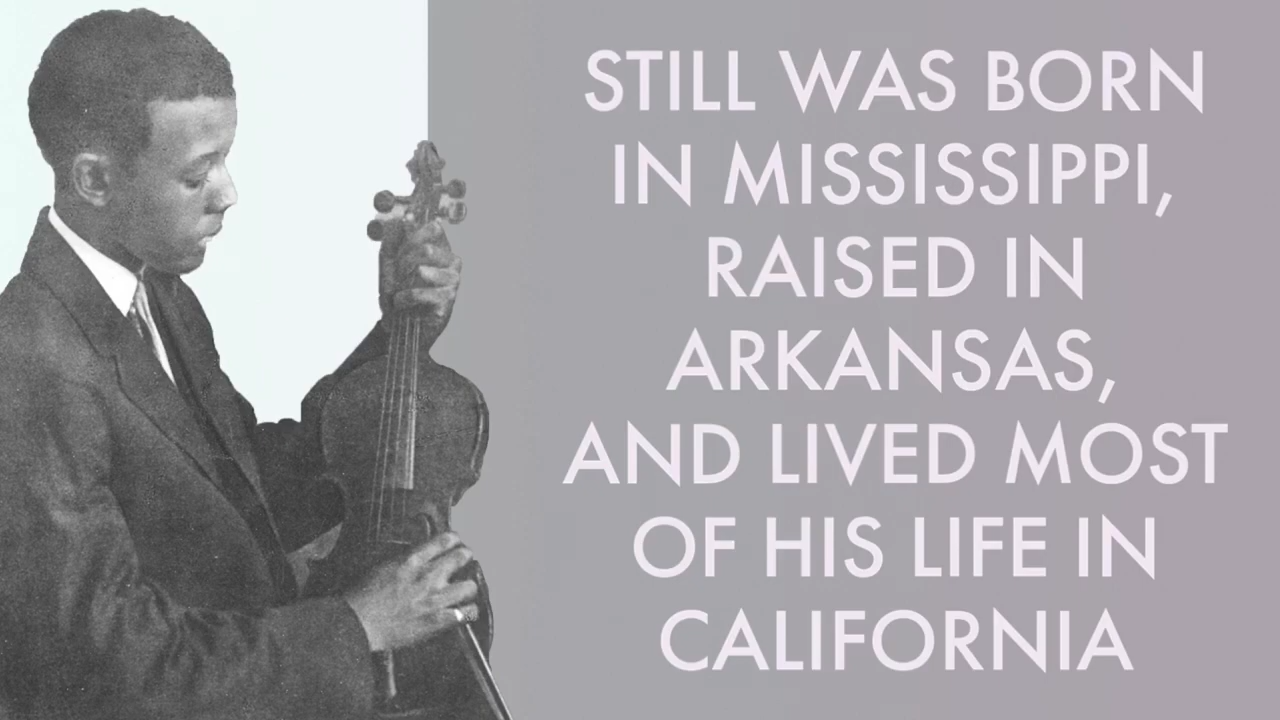 STILL WAS BORN
IN MISSISSIPPI,
RAISED IN
ARKANSAS,
AND LIVED MOST
OF HIS LIFE IN
CALIFORNIA